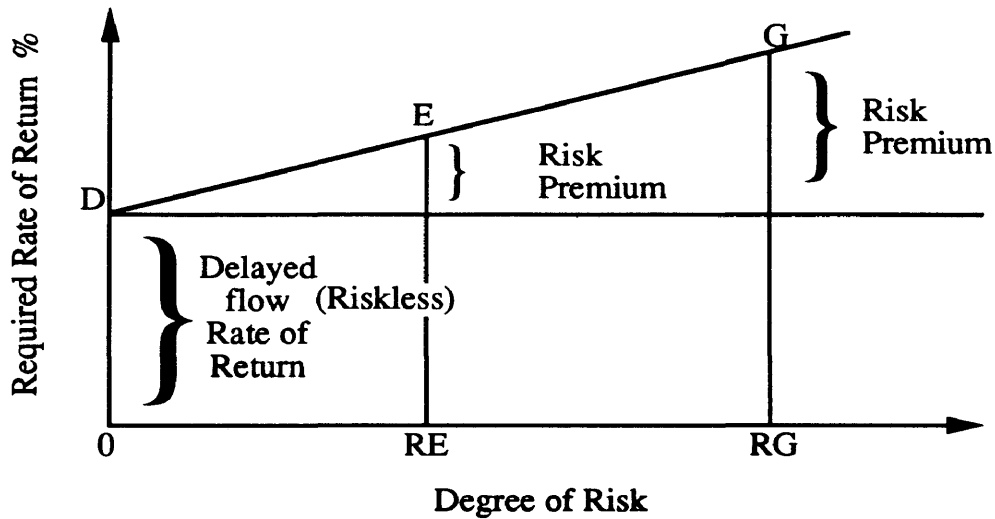 Required Rate of Return %
G
E
D
Risk
Premium
Risk
Premium
Delayed
flow (Riskless)
Rate of
Return
0
RE
RG
Degree of Risk